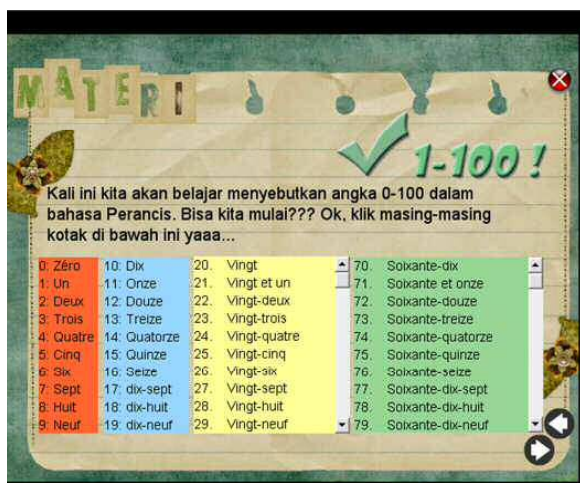 MATERI
1-100 !
Kali ini kita akan belajar menyebutkan angka 0-100 dalam
bahasa Perancis. Bisa kita mulai??? Ok, klik masing-masing
kotak di bawah ini yaaa...
0: Zéro
1: Un
2: Deux
3: Trois
4: Quatre
5: Cinq
6: Six
7: Sept
8: Huit
9: Neuf
10: Dix
11: Onze
12: Douze
13: Treize
14: Quatorze
15: Quinze
16: Seize
17: dix-sept
18: dix-huit
19: dix-neuf
20. Vingt
21. Vingt et un
22. Vingt-deux
23. Vingt-trois
24. Vingt-quatre
25. Vingt-cinq
26. Vingt-six
27. Vingt-sept
28. Vingt-huit
29. Vingt-neuf
70. Soixante-dix
71. Soixante et onze
72. Soixante-douze
73. Soixante-treize
74. Soixante-quatorze
75. Soixante-quinze
76. Soixante-seize
77. Soixante-dix-sept
78. Soixante-dix-huit
79. Soixante-dix-neuf